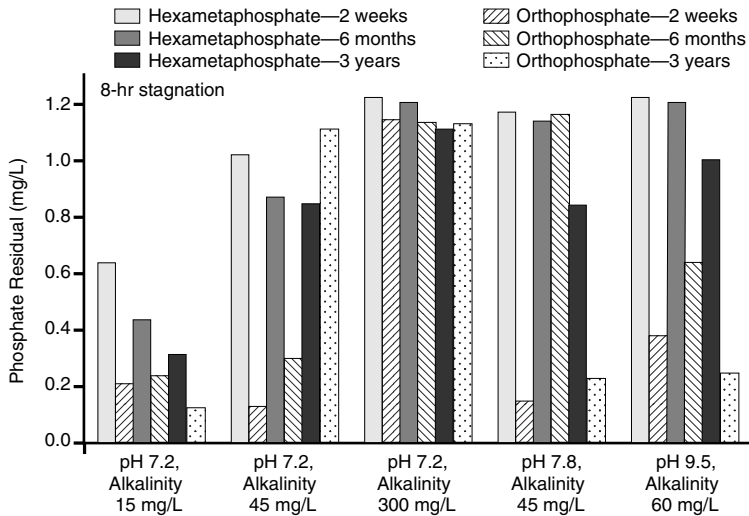 Hexametaphosphate—2 weeks
Hexametaphosphate—6 months
Hexametaphosphate—3 years
Orthophosphate—2 weeks
Orthophosphate—6 months
Orthophosphate—3 years
8-hr stagnation
Phosphate Residual (mg/L)
1.2
1.0
0.8
0.6
0.4
0.2
0.0
pH 7.2,
Alkalinity
15 mg/L
pH 7.2,
Alkalinity
45 mg/L
pH 7.2,
Alkalinity
300 mg/L
pH 7.8,
Alkalinity
45 mg/L
pH 9.5,
Alkalinity
60 mg/L